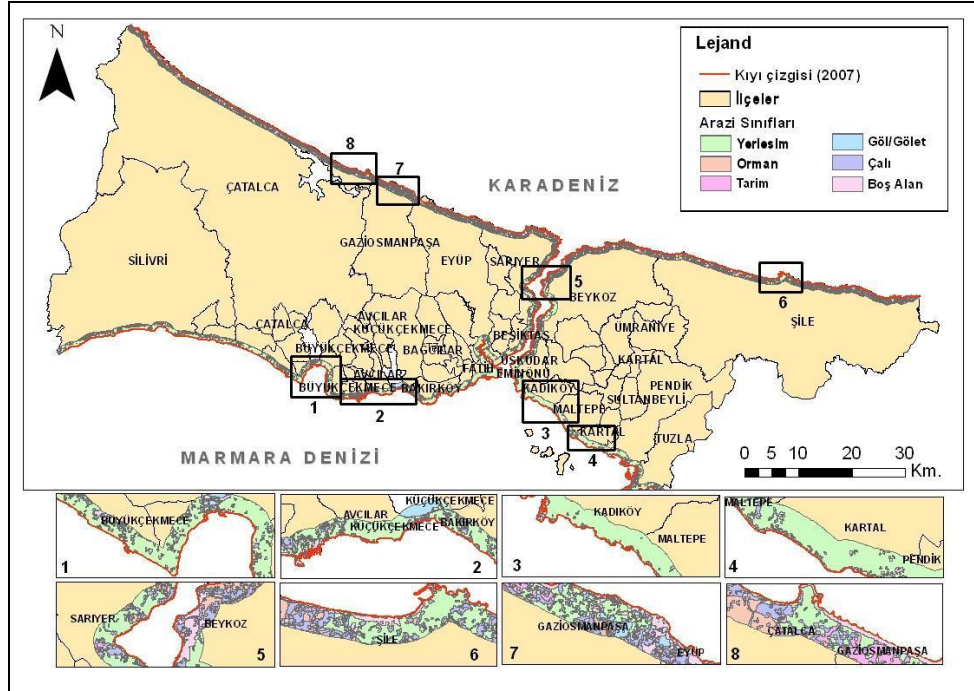 N
Lejand
Kıyı çizgisi (2007)
İlçeler
Arazi Sınıfları
Yerlesim
Göl/Gölet
Orman
Çalı
Tarim
Boş Alan
8
7
KARADENİZ
ÇATALCA
GAZİOSMANPAŞA
EYÜP
SARIYER
SİLİVRİ
5
BEYKOZ
6
ŞİLE
ÇATALCA
AVCILAR
KÜÇÜKÇEKMECE
BEŞİKTAŞ
ÜMRANİYE
BÜYÜKÇEKMECE
BAĞCILAR
FATİH
ÜSKÜDAR
EMİNÖNÜ
KARTAL
AVCILAR
BÜYÜKÇEKMECE
BAKIRKÖY
KADIKÖY
PENDİK
SULTANBEYLİ
1
2
MALTEPE
3
KARTAL
TUZLA
4
MARMARA DENİZİ
0 5 10 20 30
Km.
BÜYÜKÇEKMECE
1
KÜÇÜKÇEKMECE
AVCILAR
KÜÇÜKÇEKMECE
BAKIRKÖY
2
KADIKÖY
MALTEPE
3
MALTEPE
KARTAL
PENDİK
4
SARIYER
BEYKOZ
5
ŞİLE
6
GAZİOSMANPAŞA
EYÜP
7
ÇATALCA
GAZİOSMANPAŞA
8